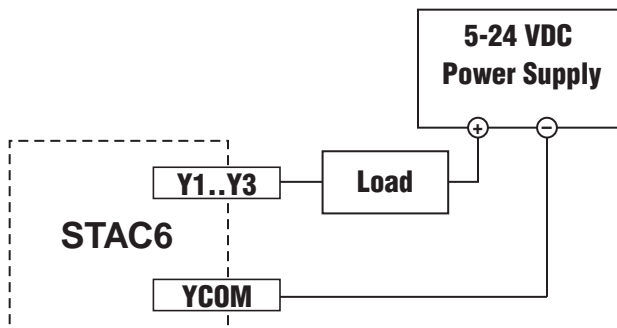 5-24 VDC
Power Supply
+
−
Y1..Y3
Load
STAC6
YCOM